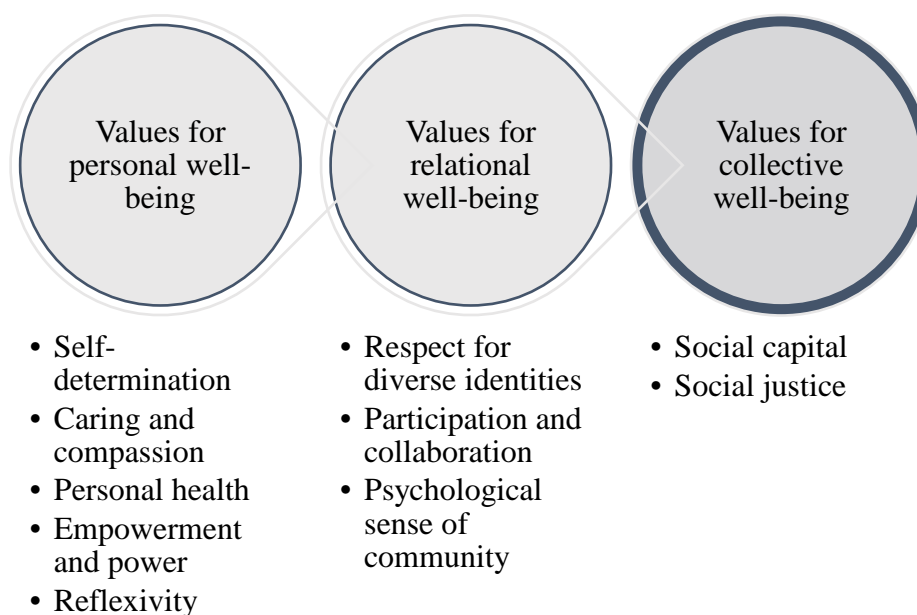 Values for
personal well-
being
Values for
relational
well-being
Values for
collective
well-being
• Self-
determination
• Caring and
compassion
• Personal health
• Empowerment
and power
• Reflexivity
• Respect for
diverse identities
• Participation and
collaboration
• Psychological
sense of
community
• Social capital
• Social justice